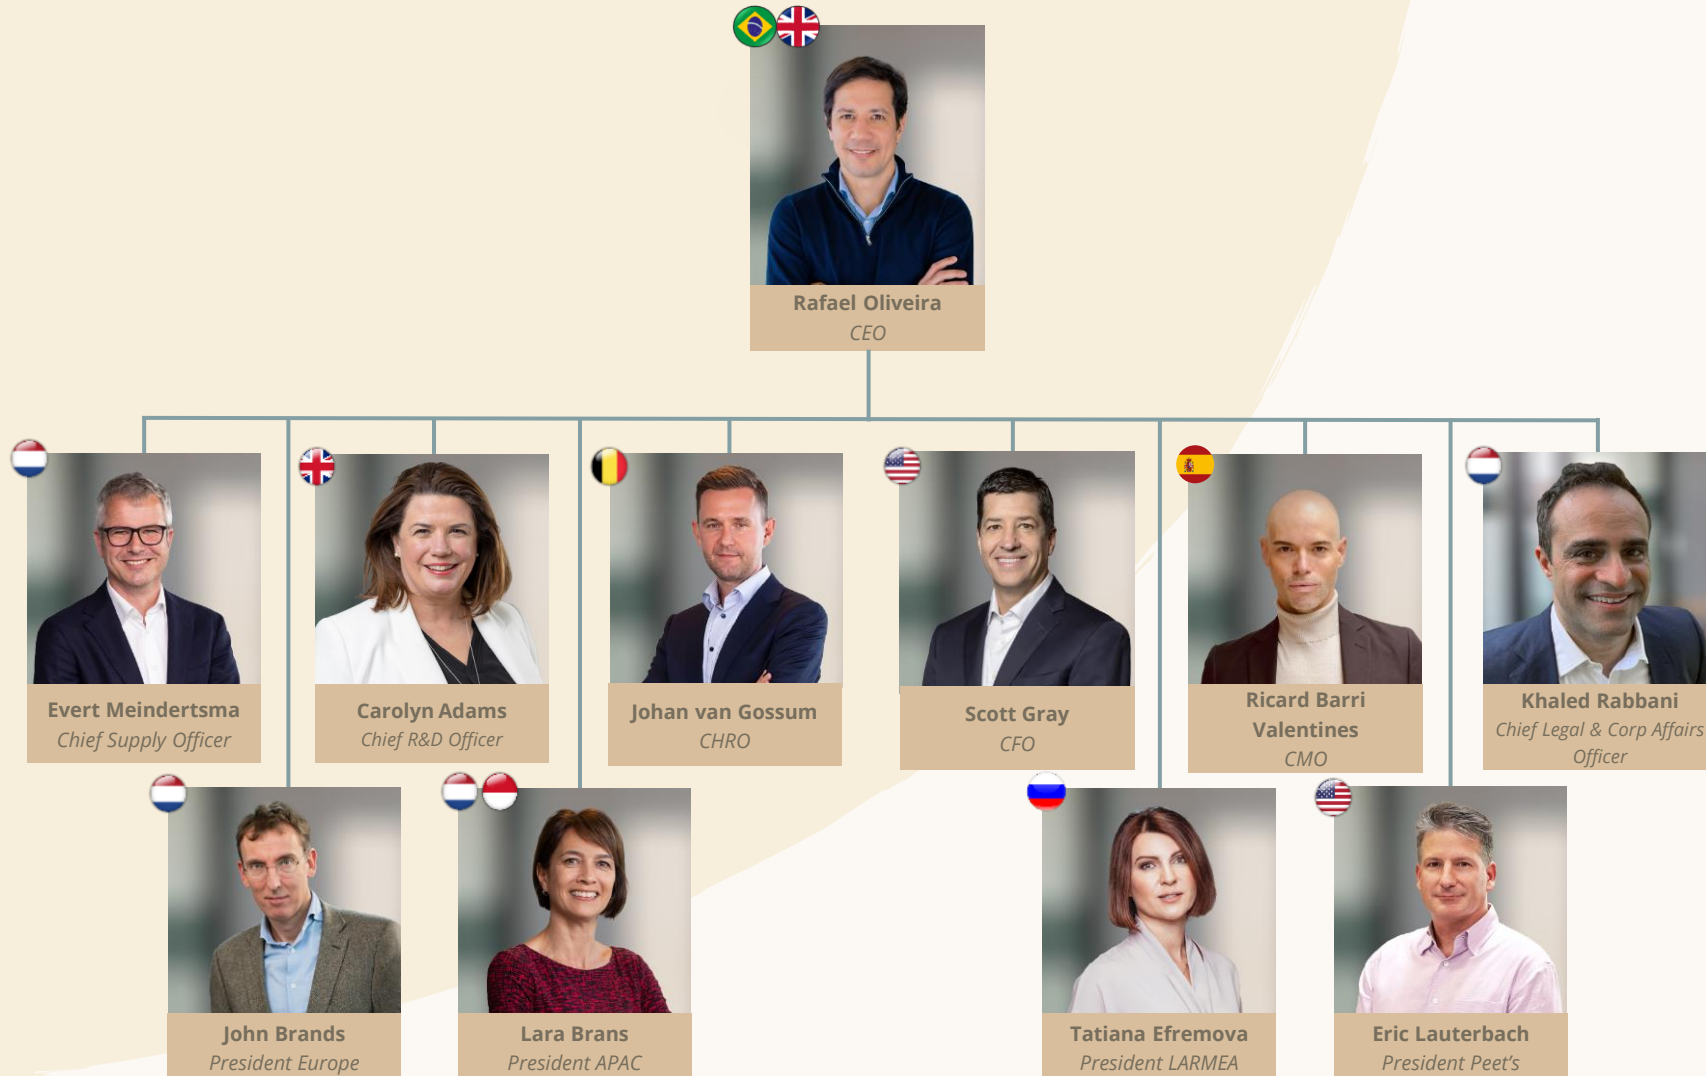 Rafael Oliveira
CEO
Evert Meindertsma
Chief Supply Officer
Carolyn Adams
Chief R&D Officer
Johan van Gossum
CHRO
Scott Gray
CFO
Ricard Barri
Valentines
CMO
Khaled Rabbani
Chief Legal & Corp Affairs
Officer
John Brands
President Europe
Lara Brans
President APAC
Tatiana Efremova
President LARMEA
Eric Lauterbach
President Peet's